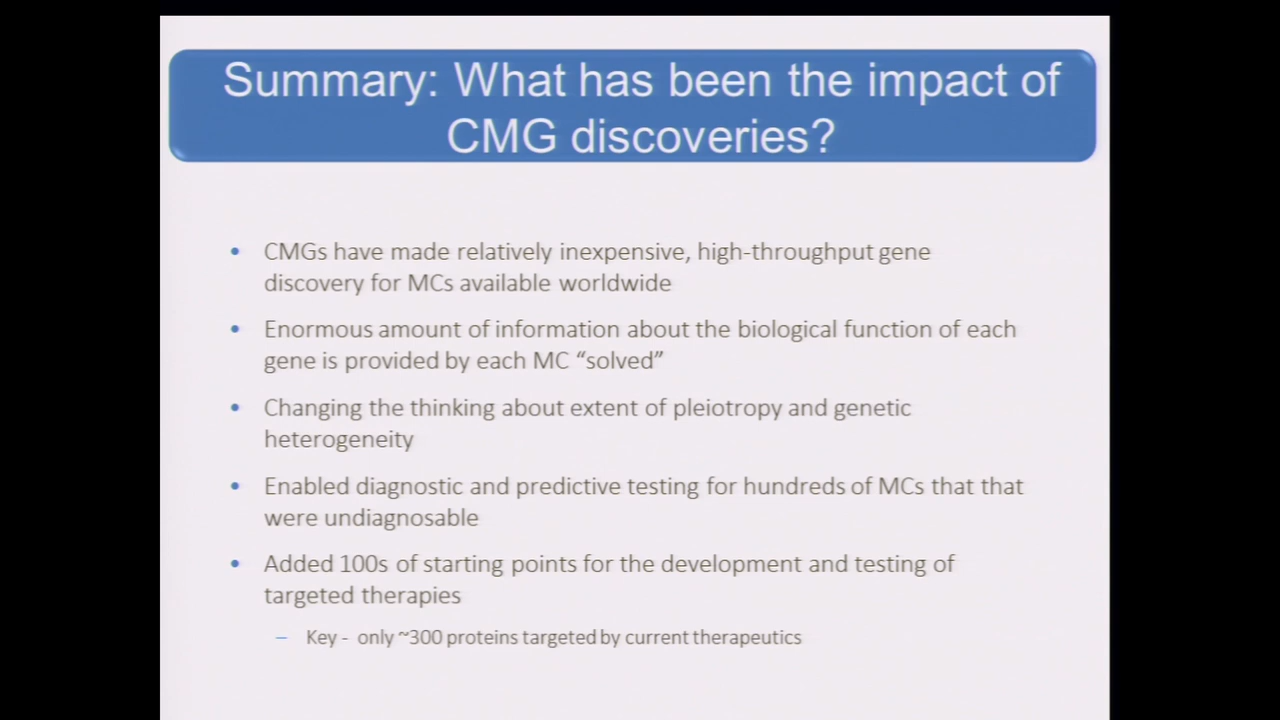 Summary: What has been the impact of
CMG discoveries?
• CMGs have made relatively inexpensive, high-throughput gene
discovery for MCs available worldwide
• Enormous amount of information about the biological function of each
gene is provided by each MC “solved”
• Changing the thinking about extent of pleiotropy and genetic
heterogeneity
• Enabled diagnostic and predictive testing for hundreds of MCs that that
were undiagnosable
• Added 100s of starting points for the development and testing of
targeted therapies
– Key - only ~300 proteins targeted by current therapeutics